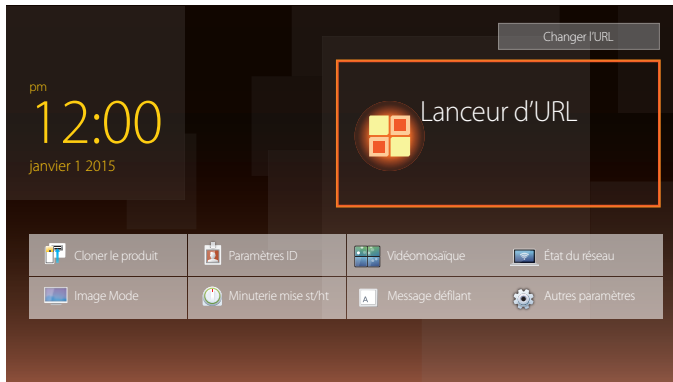 Changer l'URL
pm
12:00
janvier 1 2015
Lanceur d'URL
Cloner le produit
Paramètres ID
Vidéomosaïque
État du réseau
Image Mode
Minuterie mise st/ht
A
Message défilant
Autres paramètres